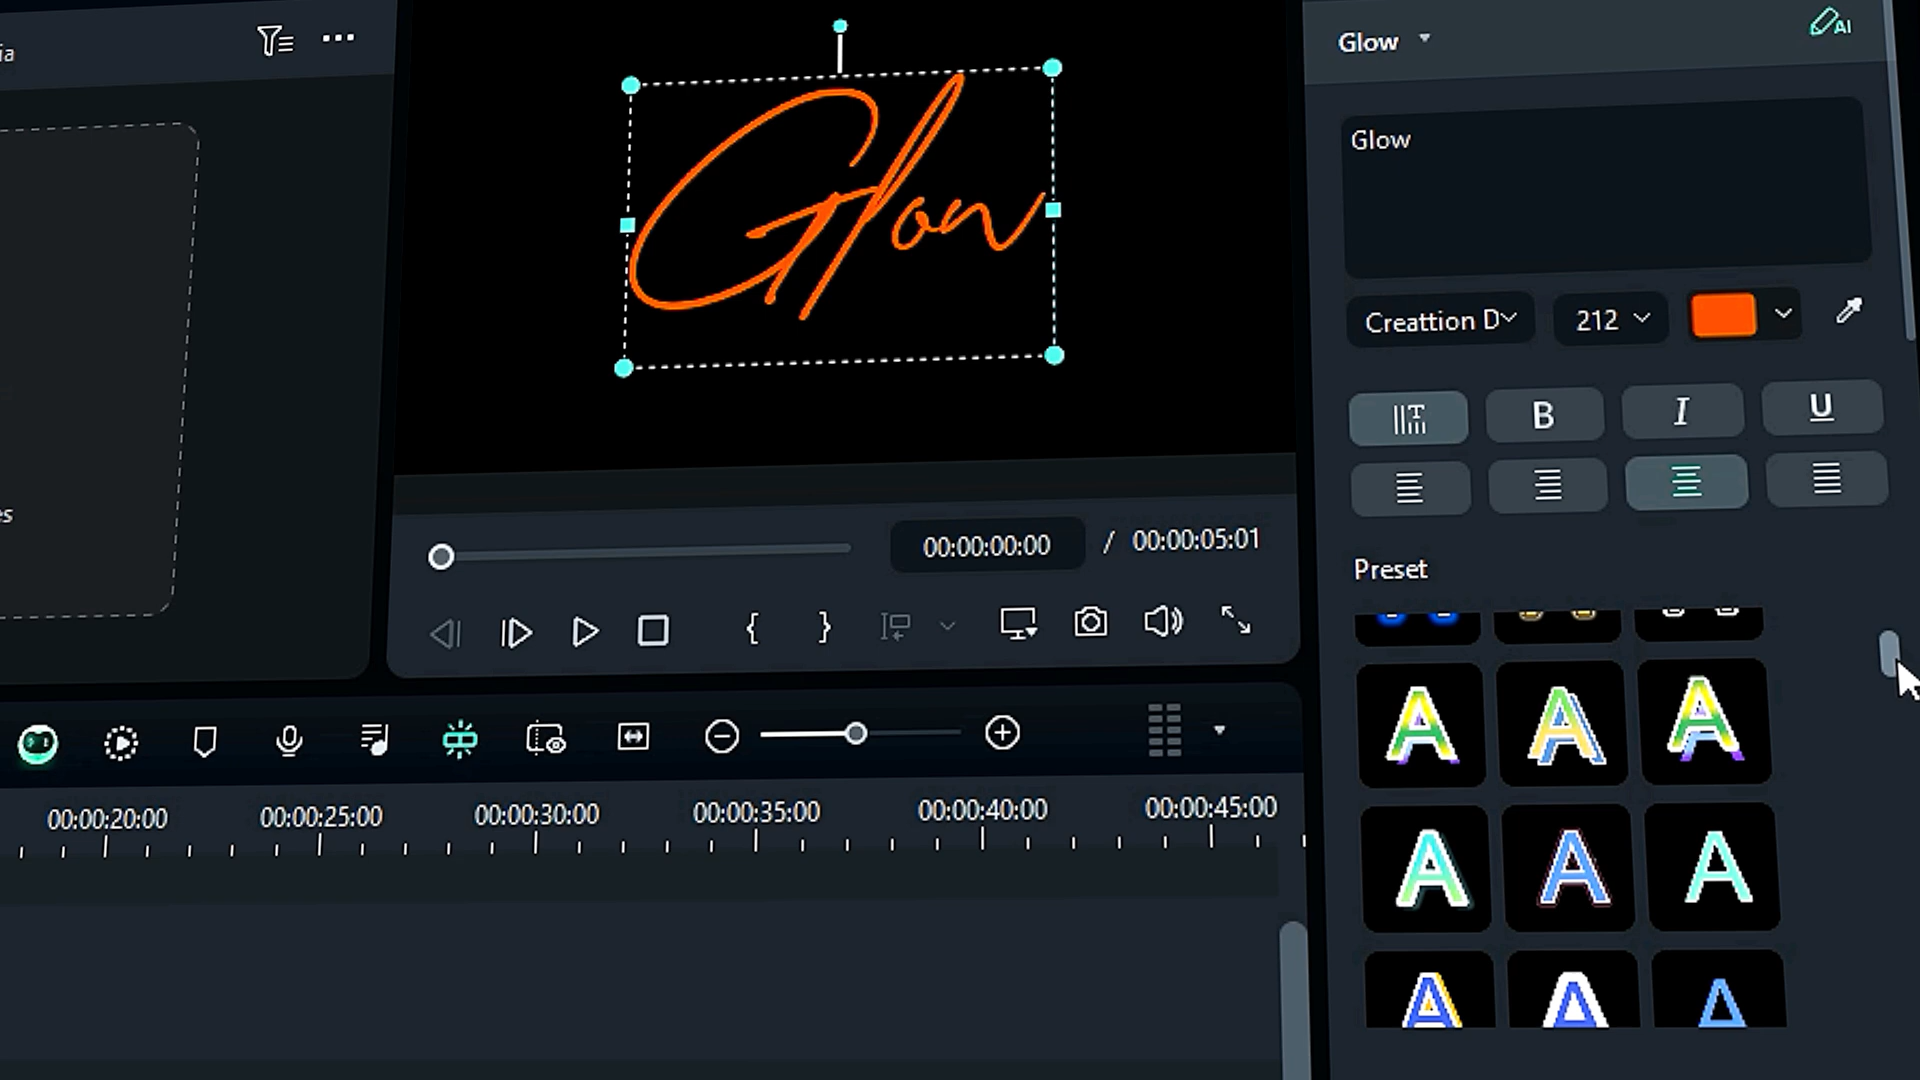 Glow
Glow
Glow
Creattion D
212
B
I
U
Preset
00:00:00:00 / 00:00:05:01
00:00:20:00 00:00:25:00 00:00:30:00 00:00:35:00 00:00:40:00 00:00:45:00
A A A
A A A
A A A
AI